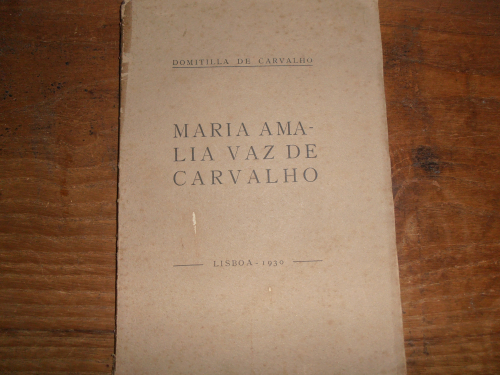 DOMITILLA DE CARVALHO
MARIA AMA-
LIA VAZ DE
CARVALHO
LISBOA - 1930